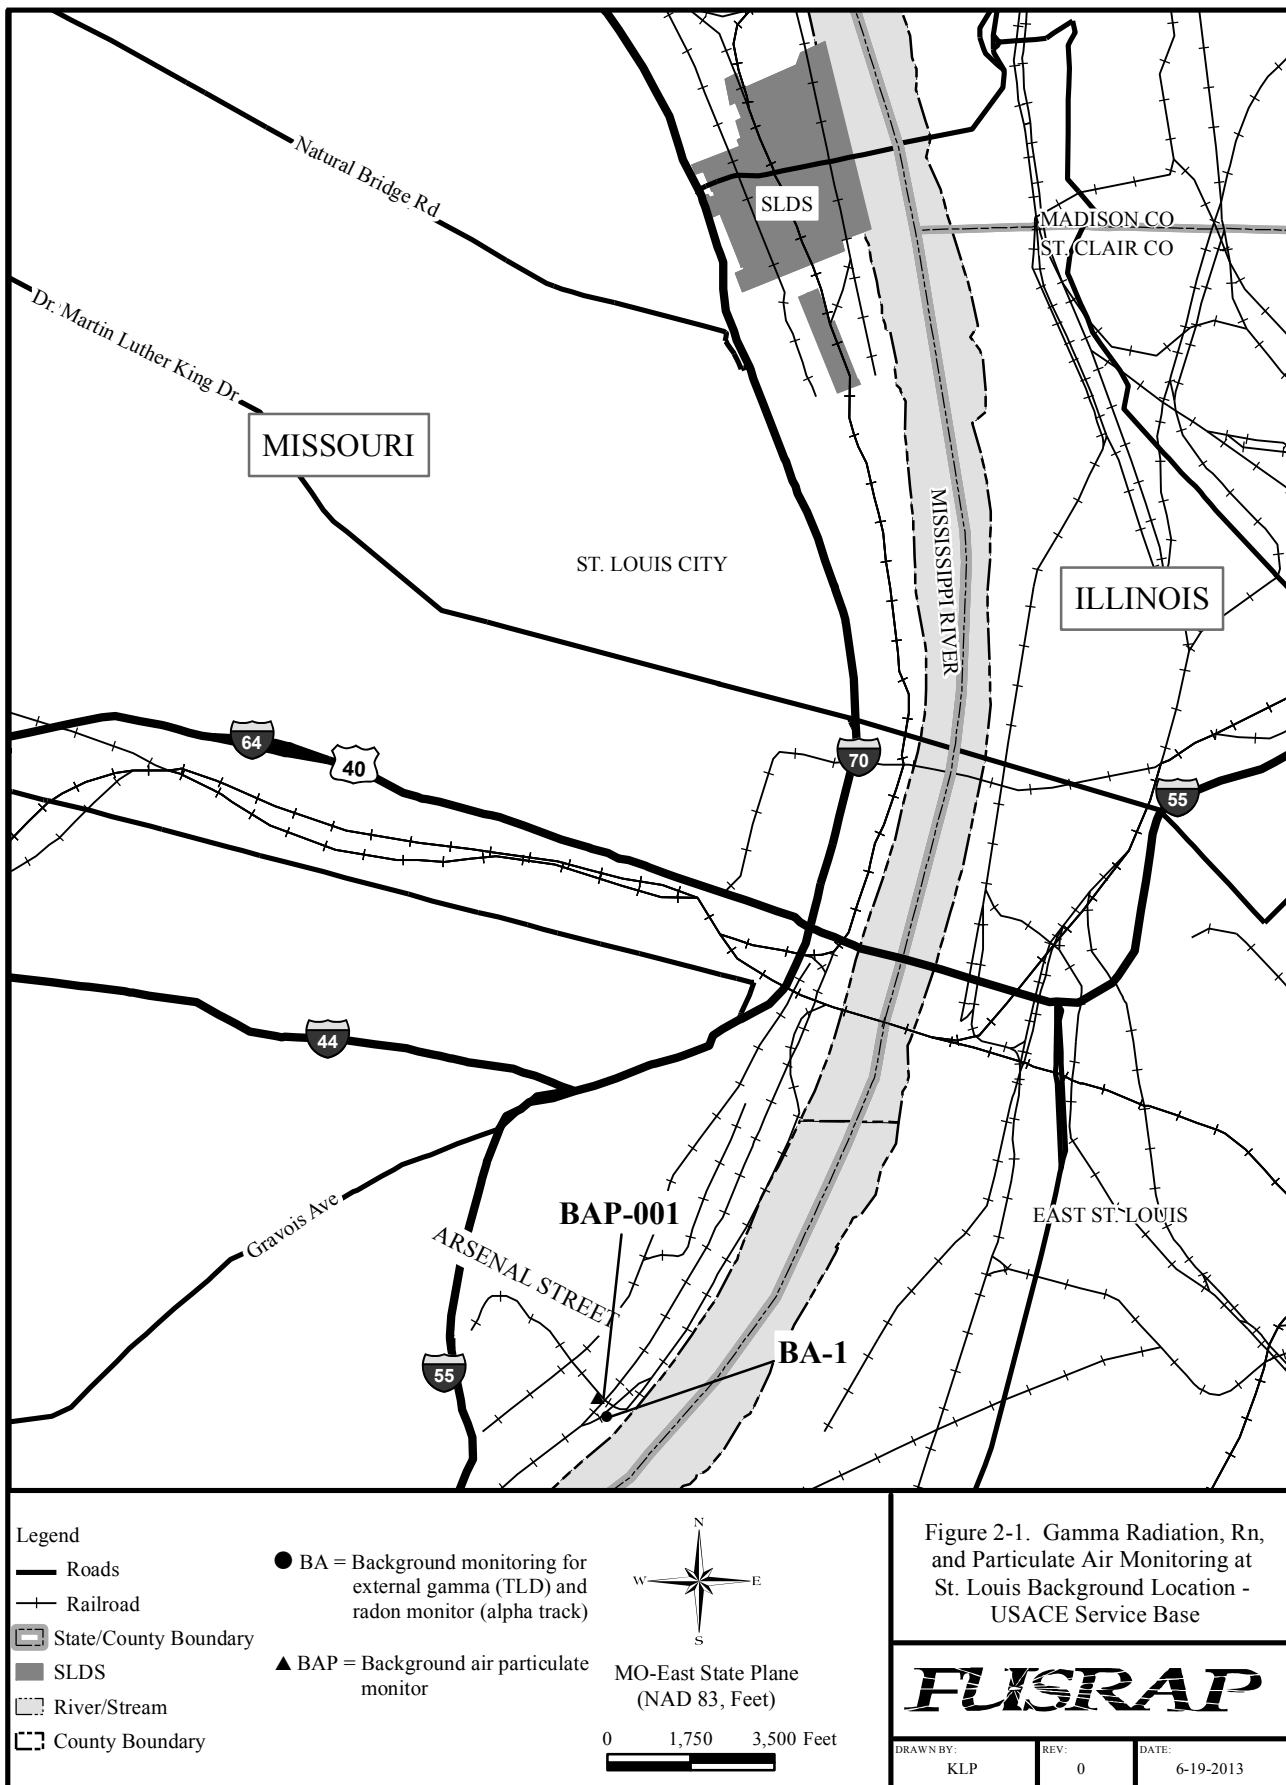 Natural Bridge Rd
SLDS
MADISON CO
ST. CLAIR CO
Dr. Martin Luther King Dr
MISSOURI
MISSISSIPPI RIVER
ST. LOUIS CITY
ILLINOIS
64
40
70
55
44
BAP-001
EAST ST. LOUIS
Gravois Ave
ARSENAL STREET
BA-1
55
Legend
Roads
Railroad
State/County Boundary
SLDS
River/Stream
County Boundary
BA = Background monitoring for
external gamma (TLD) and
radon monitor (alpha track)
BAP = Background air particulate
monitor
N
W
E
S
MO-East State Plane
(NAD 83, Feet)
0 1,750 3,500 Feet
Figure 2-1. Gamma Radiation, Rn,
and Particulate Air Monitoring at
St. Louis Background Location -
USACE Service Base
FUSRAP
DRAWN BY:
KLP
REV:
0
DATE:
6-19-2013